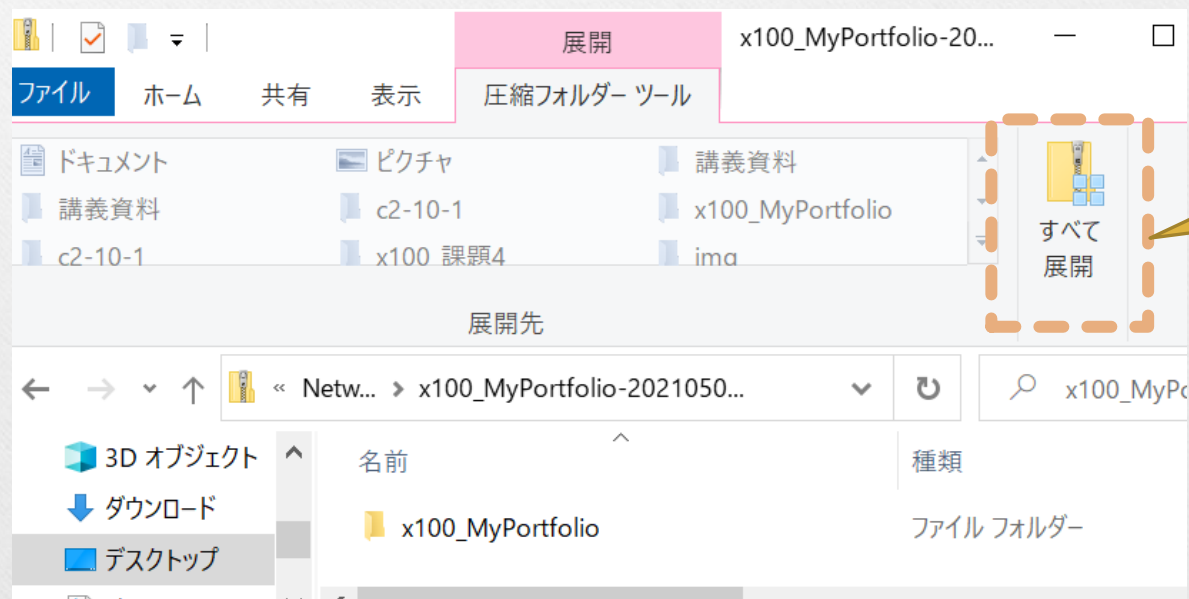 展開
x100_MyPortfolio-20...
ファイル ホーム 共有 表示 圧縮フォルダー ツール
ドキュメント ピクチャ 講義資料
講義資料 c2-10-1 x100_MyPortfolio
c2-10-1 x100 課題4 img
すべて
展開
展開先
« Netw... > x100_MyPortfolio-2021050...
x100_MyPo
3D オブジェクト
名前 種類
ダウンロード
x100_MyPortfolio ファイル フォルダー
デスクトップ